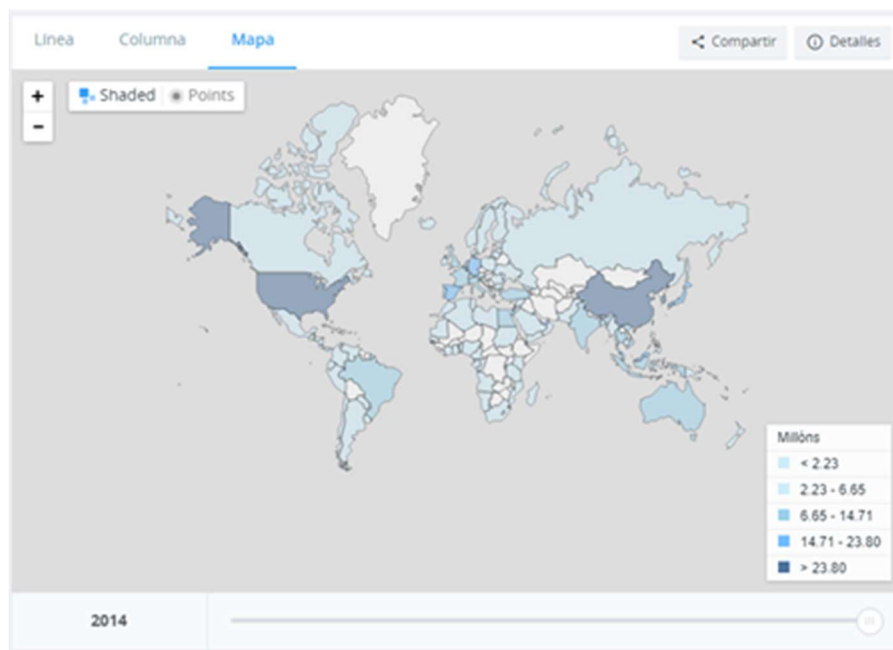 Línea Columna Mapa Compartir Detalles
+ Shaded Points
-
Millóns
< 2.23
2.23 - 6.65
6.65 - 14.71
14.71 - 23.80
> 23.80
2014